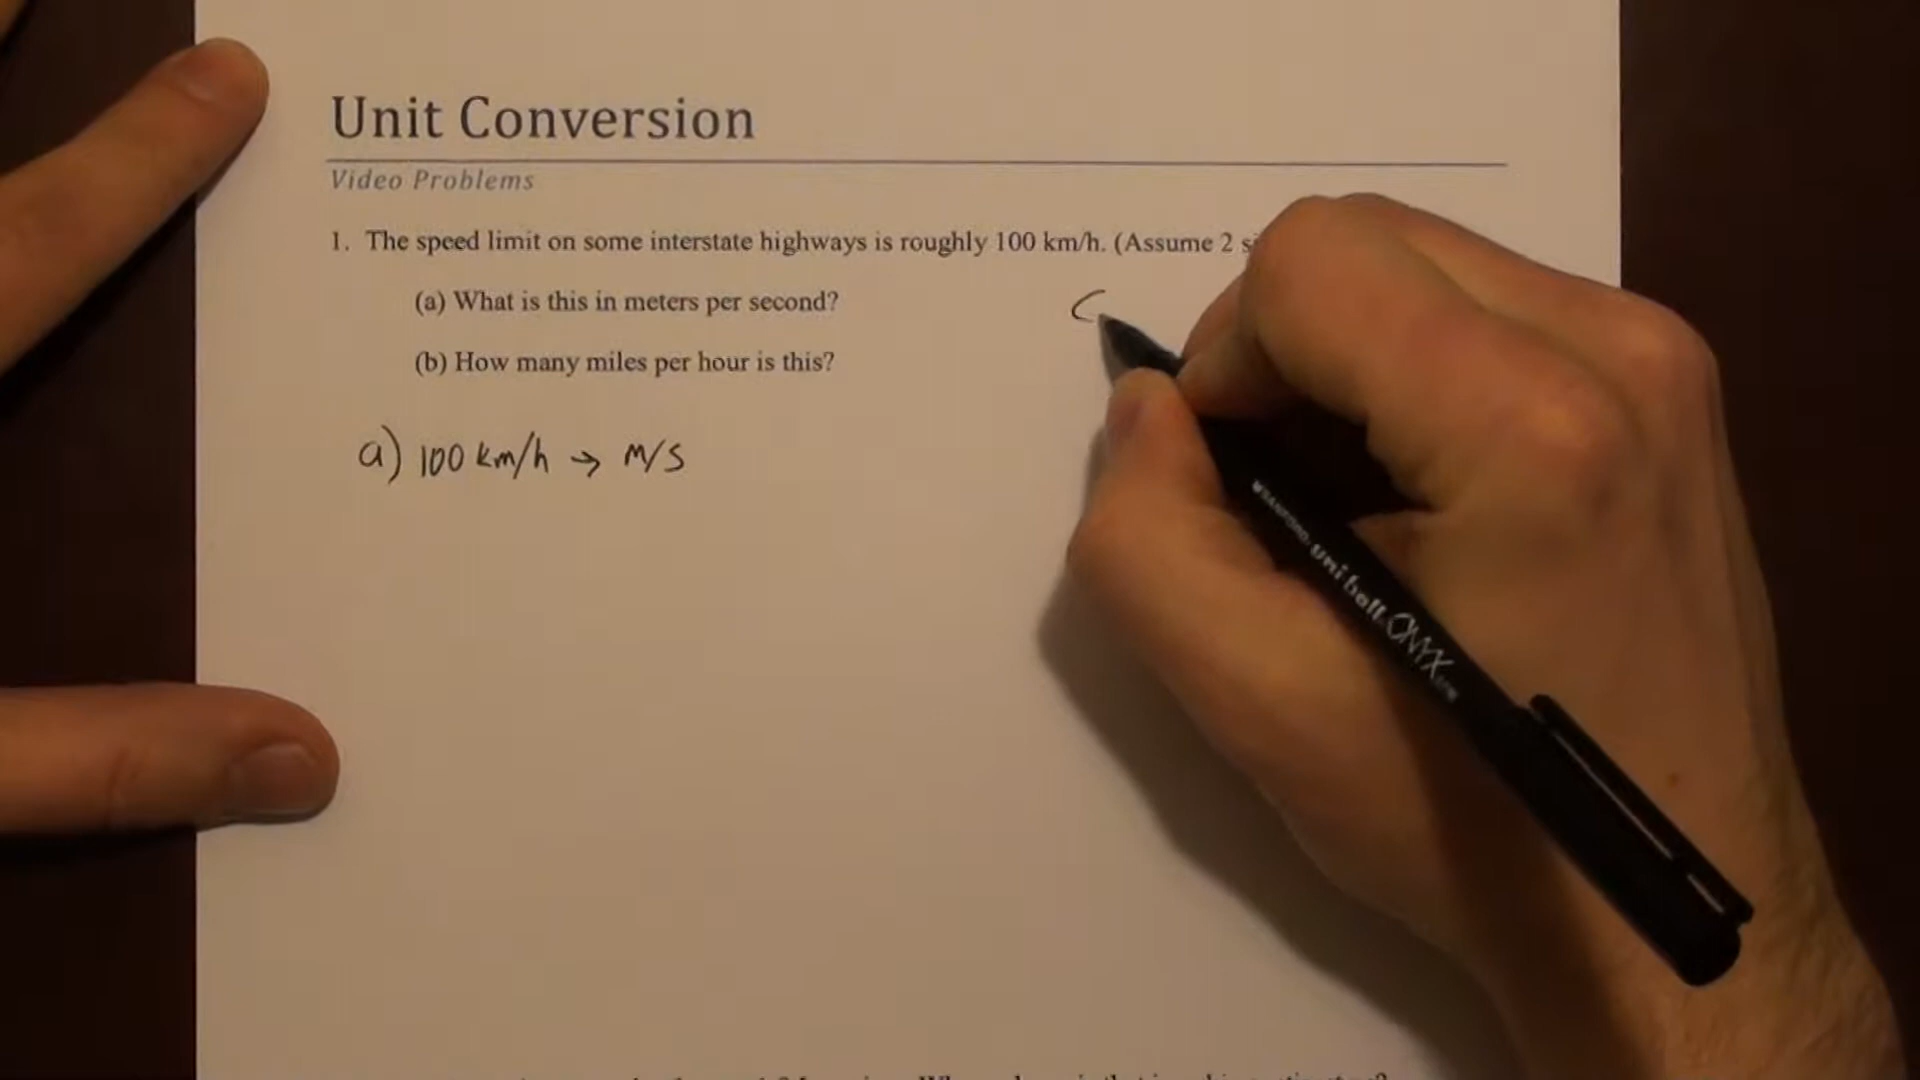 Unit Conversion
Video Problems
1. The speed limit on some interstate highways is roughly 100 km/h. (Assume 2
(a) What is this in meters per second?
(b) How many miles per hour is this?
a) 100 km/h → m/s
SANFORD uni-ball ONYX